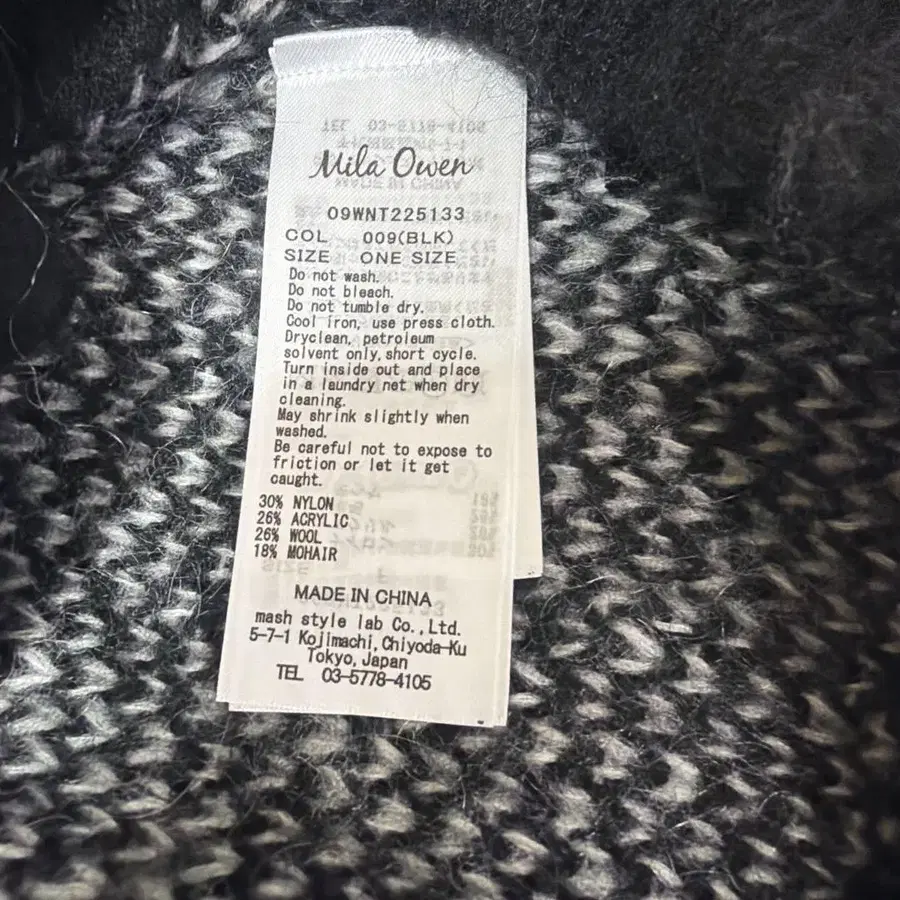 Mila Owen
09WNT225133
COL 009(BLK)
SIZE ONE SIZE
Do not wash.
Do not bleach.
Do not tumble dry.
Cool iron, use press cloth.
Dryclean, petroleum
solvent only, short cycle.
Turn inside out and place
in a laundry net when dry
cleaning.
May shrink slightly when
washed.
Be careful not to expose to
friction or let it get
caught.
30% NYLON
26% ACRYLIC
26% WOOL
18% MOHAIR
MADE IN CHINA
mash style lab Co., Ltd.
5-7-1 Kojimachi, Chiyoda-Ku
Tokyo, Japan
TEL 03-5778-4105